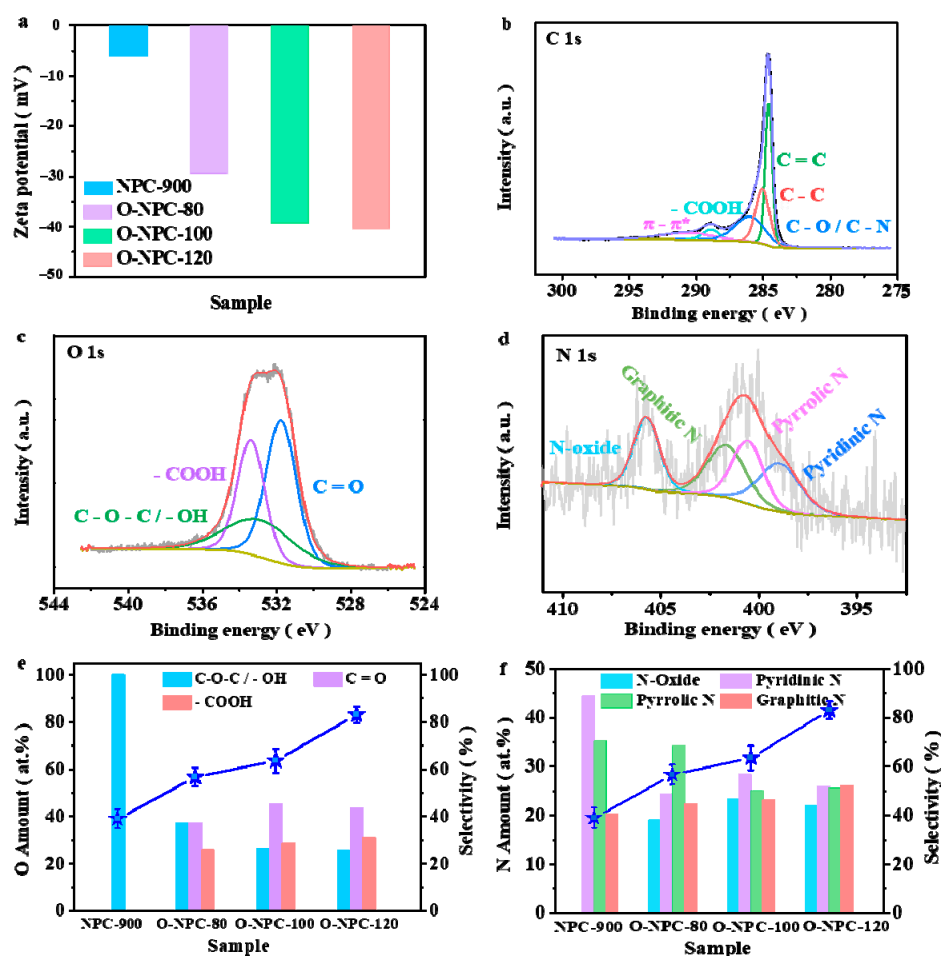 a
0
−10
−20
−30
−40
−50
Zeta potential ( mV )
NPC-900
O-NPC-80
O-NPC-100
O-NPC-120
Sample
b
C 1s
C = C
C - C
- COOH
π - π*
C - O / C - N
Intensity ( a.u. )
300 295 290 285 280 275
Binding energy ( eV )
c
O 1s
- COOH
C = O
C - O - C / - OH
Intensity ( a.u. )
544 540 536 532 528 524
Binding energy ( eV )
d
N 1s
Graphitic N
Pyrrolic N
N-oxide
Pyridinic N
Intensity ( a.u. )
410 405 400 395
Binding energy ( eV )
e
C-O-C / - OH
C = O
- COOH
100
80
60
40
20
0
O Amount ( at.% )
100
80
60
40
20
0
Selectivity ( % )
NPC-900 O-NPC-80 O-NPC-100 O-NPC-120
Sample
f
N-Oxide
Pyridinic N
Pyrrolic N
Graphitic N
50
40
30
20
10
0
N Amount ( at.% )
100
80
60
40
20
0
Selectivity ( % )
NPC-900 O-NPC-80 O-NPC-100 O-NPC-120
Sample